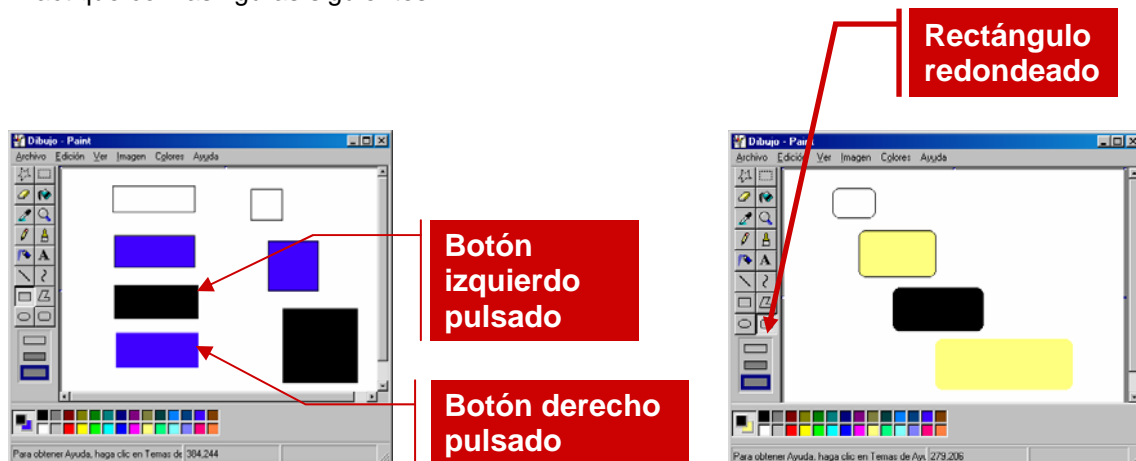 siguientes
Rectángulo
redondeado
Dibujo - Paint
Archivo Edición Ver Imagen Colores Ayuda
A
Botón
izquierdo
pulsado
Botón derecho
pulsado
Para obtener Ayuda, haga clic en Temas de 384,244
Dibujo - Paint
Archivo Edición Ver Imagen Colores Ayuda
A
Para obtener Ayuda, haga clic en Temas de Ayu 279,206